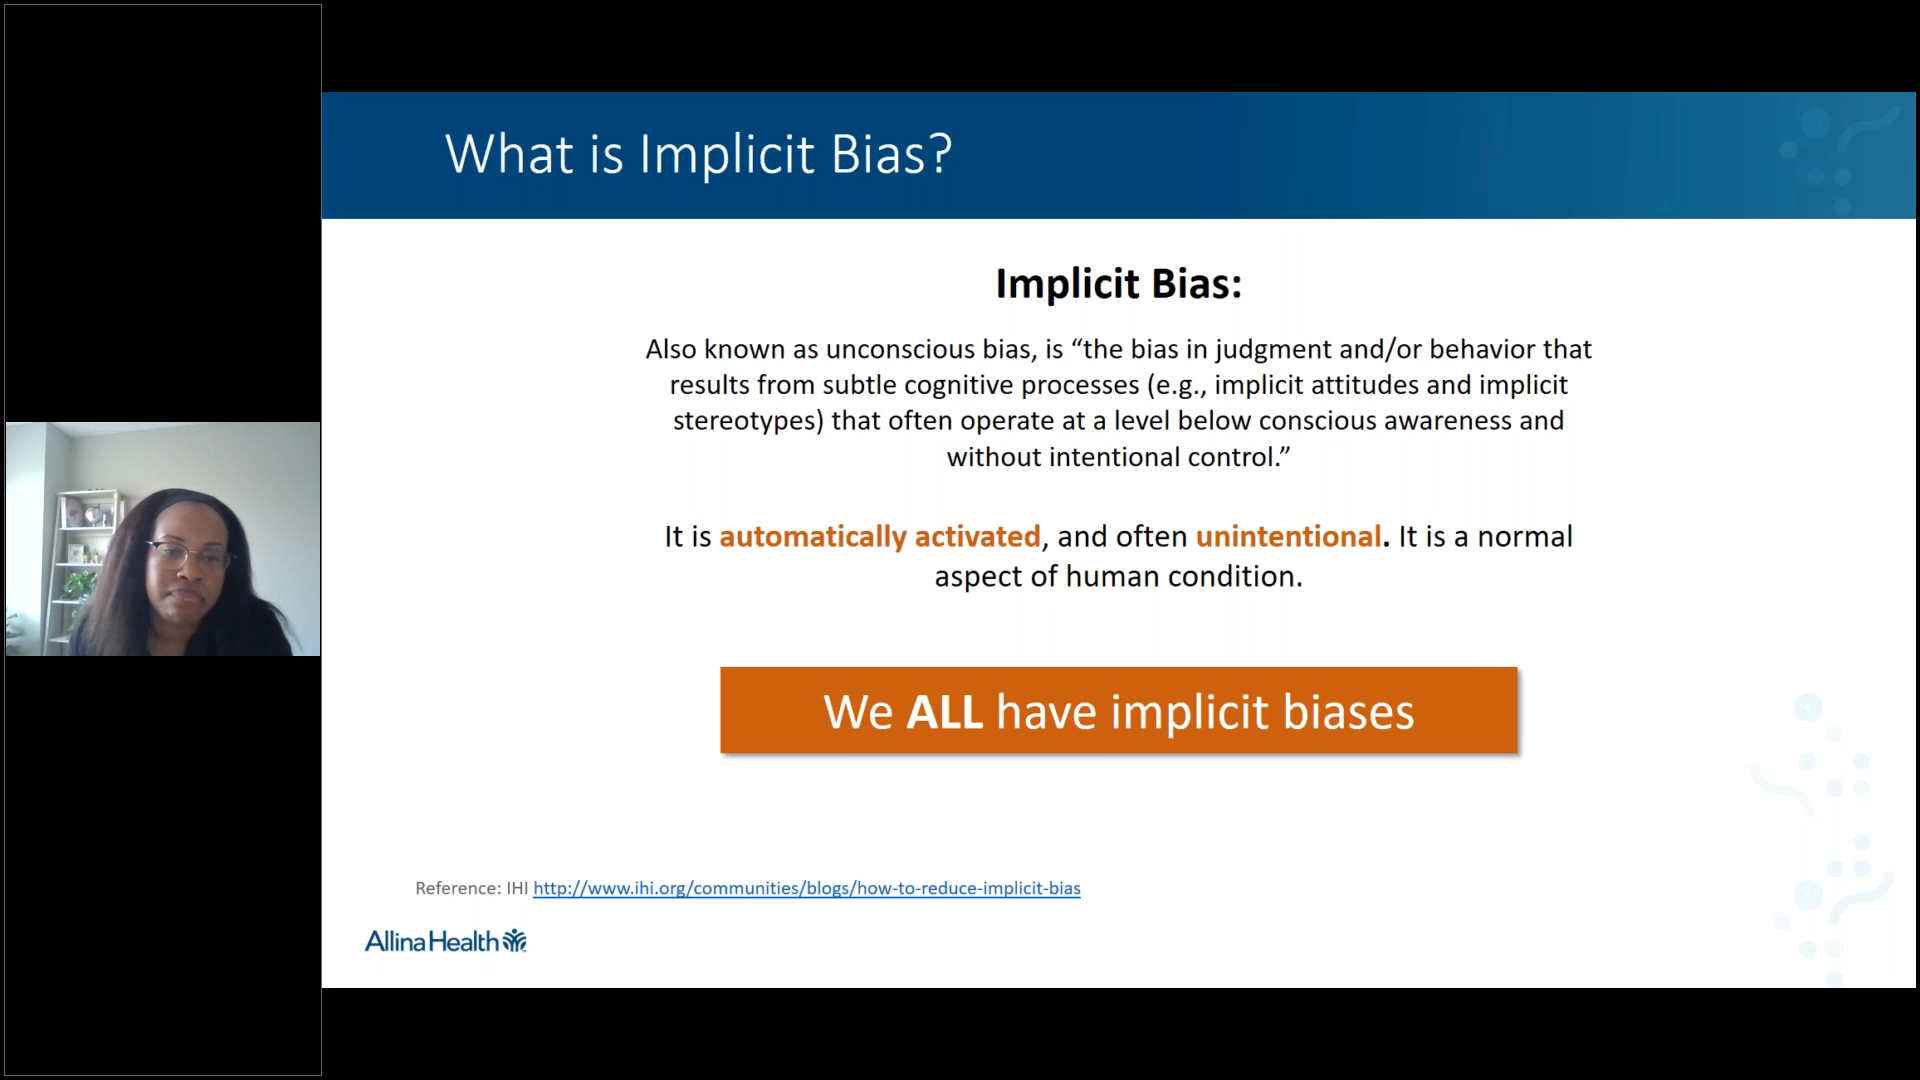 What is Implicit Bias?
Implicit Bias:
Also known as unconscious bias, is “the bias in judgment and/or behavior that
results from subtle cognitive processes (e.g., implicit attitudes and implicit
stereotypes) that often operate at a level below conscious awareness and
without intentional control.”
It is automatically activated, and often unintentional. It is a normal
aspect of human condition.
We ALL have implicit biases
Reference: IHI http://www.ihi.org/communities/blogs/how-to-reduce-implicit-bias
Allina Health